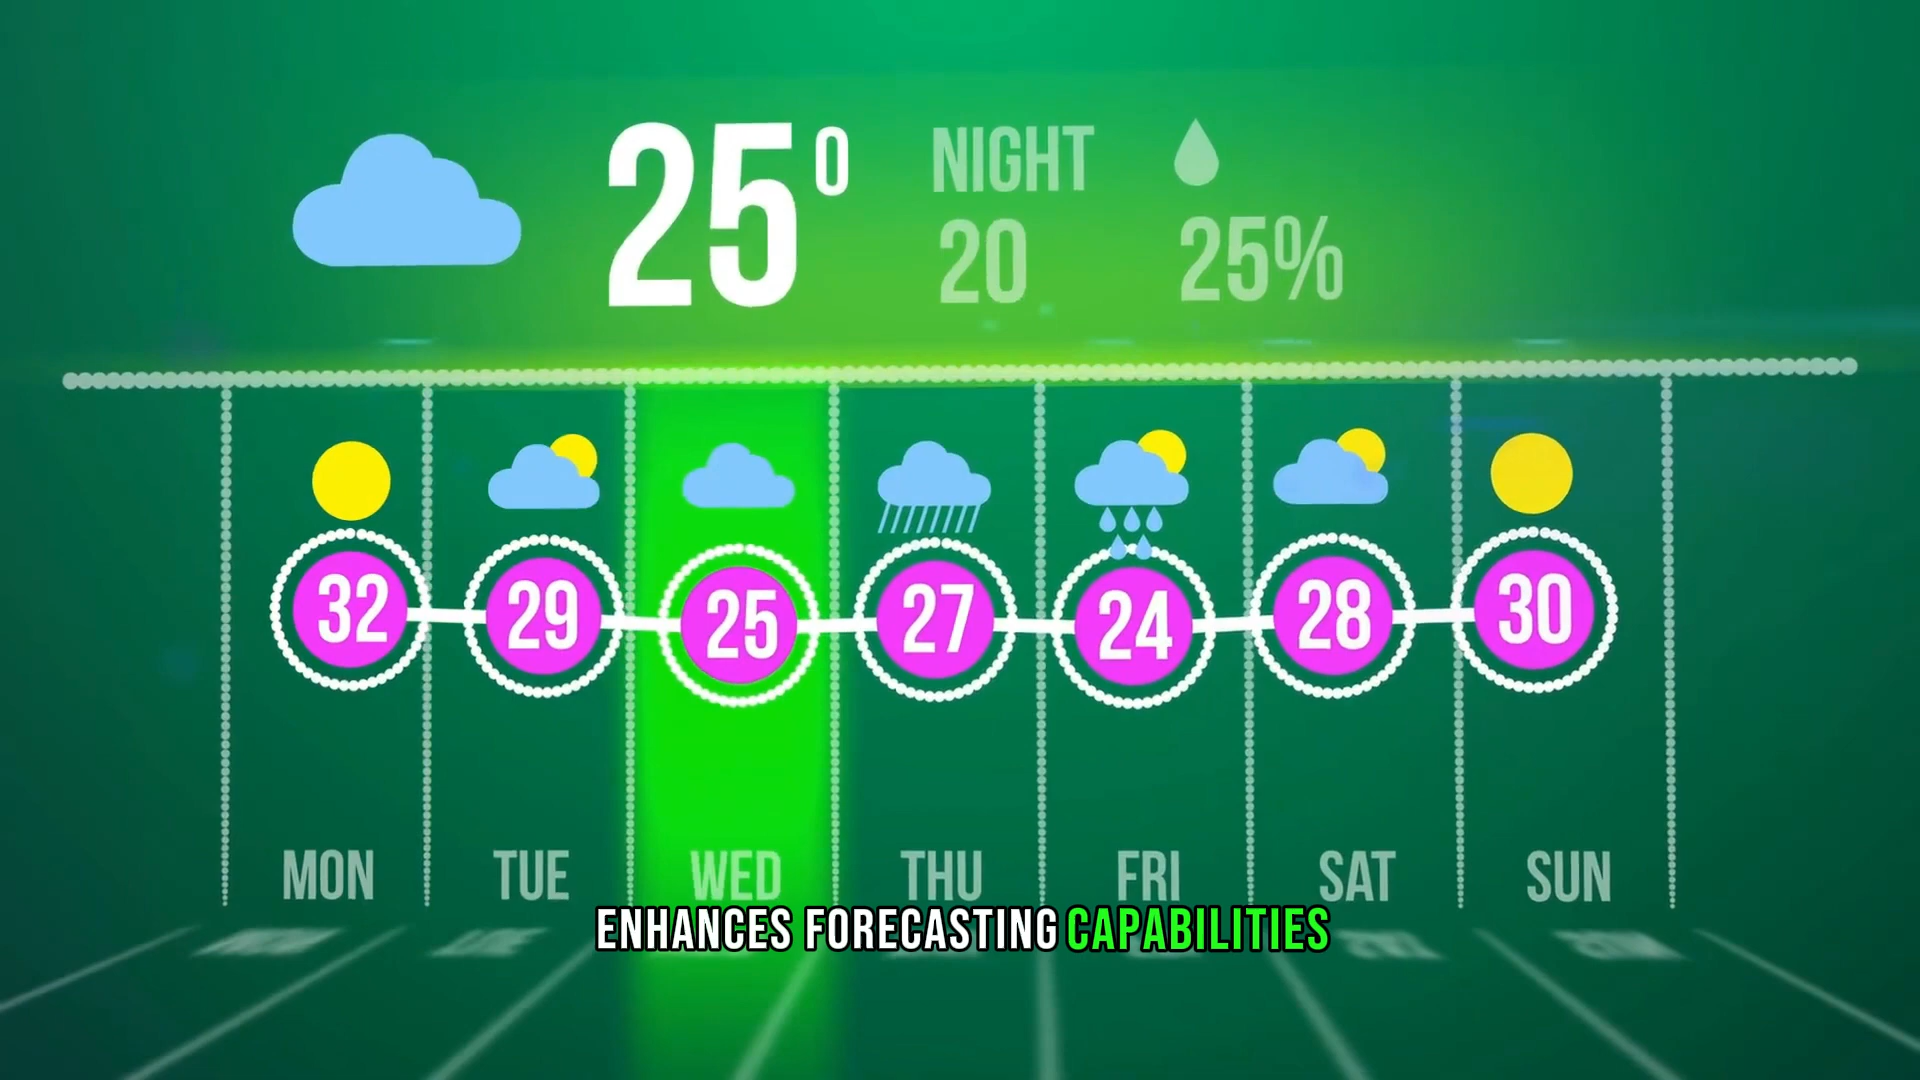 25°
NIGHT
20
25%
32 29 25 27 24 28 30
MON TUE WED THU FRI SAT SUN
ENHANCES FORECASTING CAPABILITIES